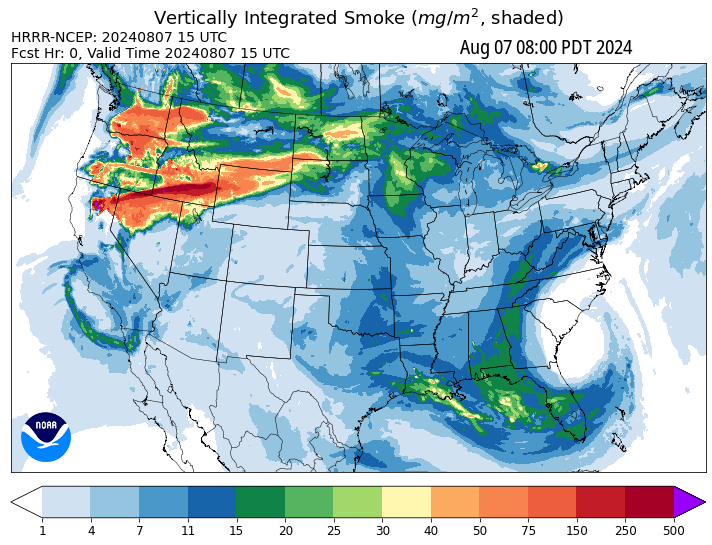 Vertically Integrated Smoke (mg/m², shaded)
HRRR-NCEP: 20240807 15 UTC
Fcst Hr: 0, Valid Time 20240807 15 UTC
Aug 07 08:00 PDT 2024
NOAA
1 4 7 11 15 20 25 30 40 50 75 150 250 500